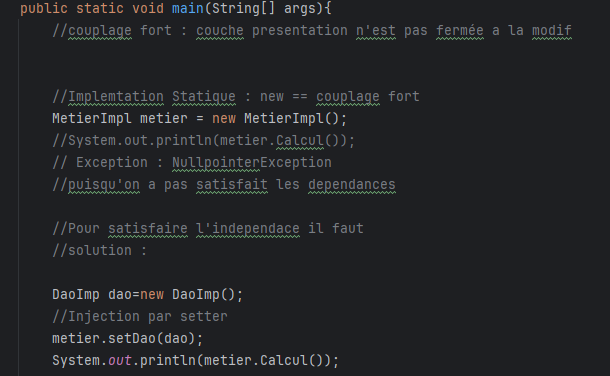 public static void main(String[] args){
//couplage fort : couche presentation n'est pas fermée a la modif
//Implemtation Statique : new == couplage fort
MetierImpl metier = new MetierImpl();
//System.out.println(metier.Calcul());
// Exception : NullpointerException
//puisqu'on a pas satisfait les dependances
//Pour satisfaire l'independace il faut
//solution :
DaoImp dao=new DaoImp();
//Injection par setter
metier.setDao(dao);
System.out.println(metier.Calcul());